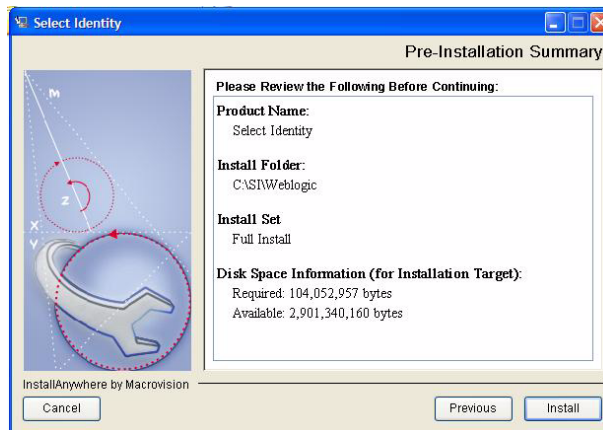 Select Identity
Pre-Installation Summary
Please Review the Following Before Continuing:
Product Name:
Select Identity
Install Folder:
C:\SI\Weblogic
Install Set
Full Install
Disk Space Information (for Installation Target):
Required: 104,052,957 bytes
Available: 2,901,340,160 bytes
M
Z
X
Y
InstallAnywhere by Macrovision
Cancel
Previous
Install